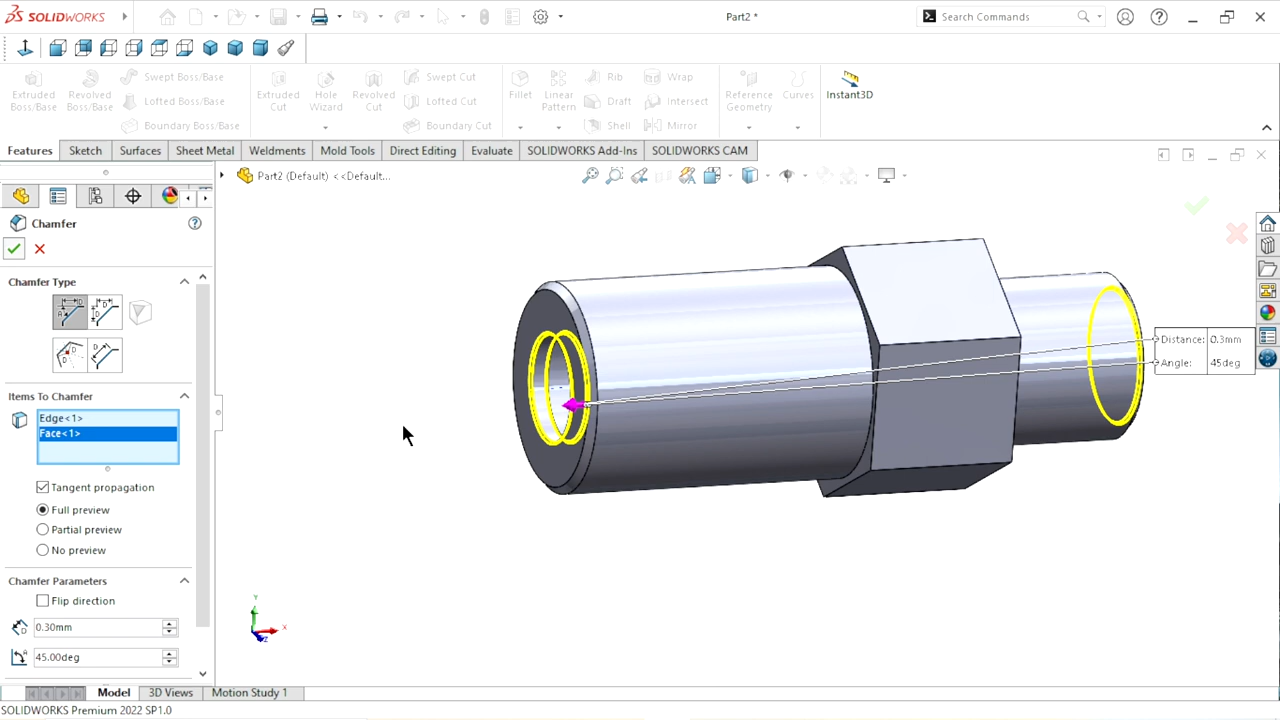 SOLIDWORKS
Part2 *
Search Commands
Extruded Boss/Base
Revolved Boss/Base
Swept Boss/Base
Lofted Boss/Base
Boundary Boss/Base
Extruded Cut
Hole Wizard
Revolved Cut
Swept Cut
Lofted Cut
Boundary Cut
Fillet
Linear Pattern
Rib
Draft
Shell
Wrap
Intersect
Mirror
Reference Geometry
Curves
Instant3D
Features
Sketch
Surfaces
Sheet Metal
Weldments
Mold Tools
Direct Editing
Evaluate
SOLIDWORKS Add-Ins
SOLIDWORKS CAM
Part2 (Default) <<Default...
Chamfer
Chamfer Type
Items To Chamfer
Edge<1>
Face<1>
Tangent propagation
Full preview
Partial preview
No preview
Chamfer Parameters
Flip direction
0.30mm
45.00deg
Distance: 0.3mm
Angle: 45deg
Y
X
Z
Model
3D Views
Motion Study 1
SOLIDWORKS Premium 2022 SP1.0